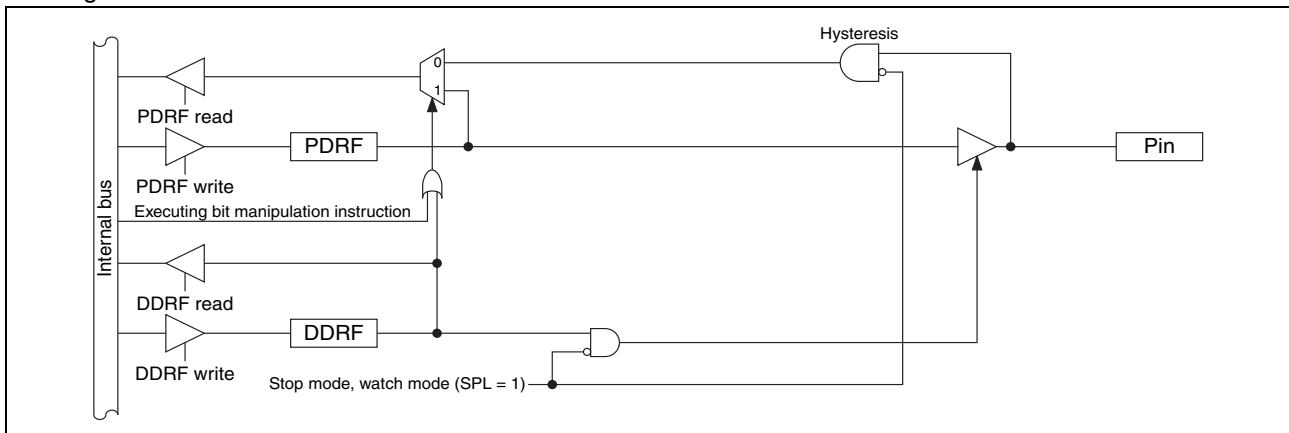 Hysteresis
0
1
PDRF read
PDRF
Pin
PDRF write
Executing bit manipulation instruction
Internal bus
DDRF read
DDRF
DDRF write
Stop mode, watch mode (SPL = 1)